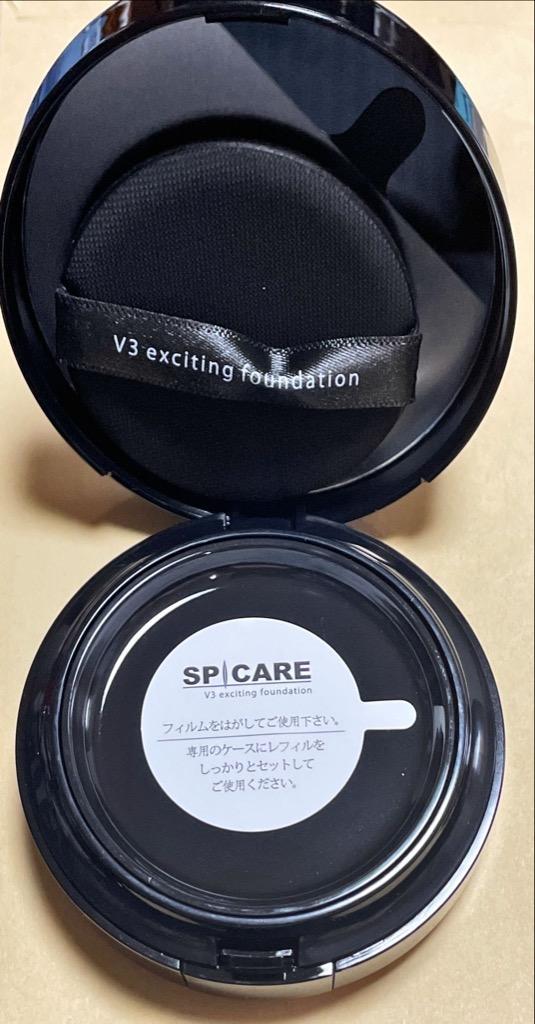 V3 exciting foundation
SPICARE
V3 exciting foundation
フィルムをはがしてご使用下さい。
専用のケースにレフィルを
しっかりとセットして
ご使用ください。